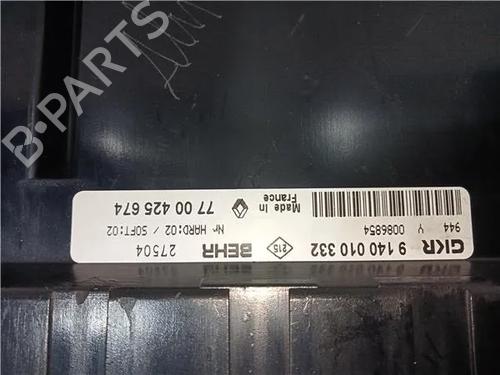 B-PARTS
GKR 9 140 010 332 215 BEHR 27504
944 Y 0086854 Nr HARD:02 / SOFT:02
Made In
France 77 00 425 674